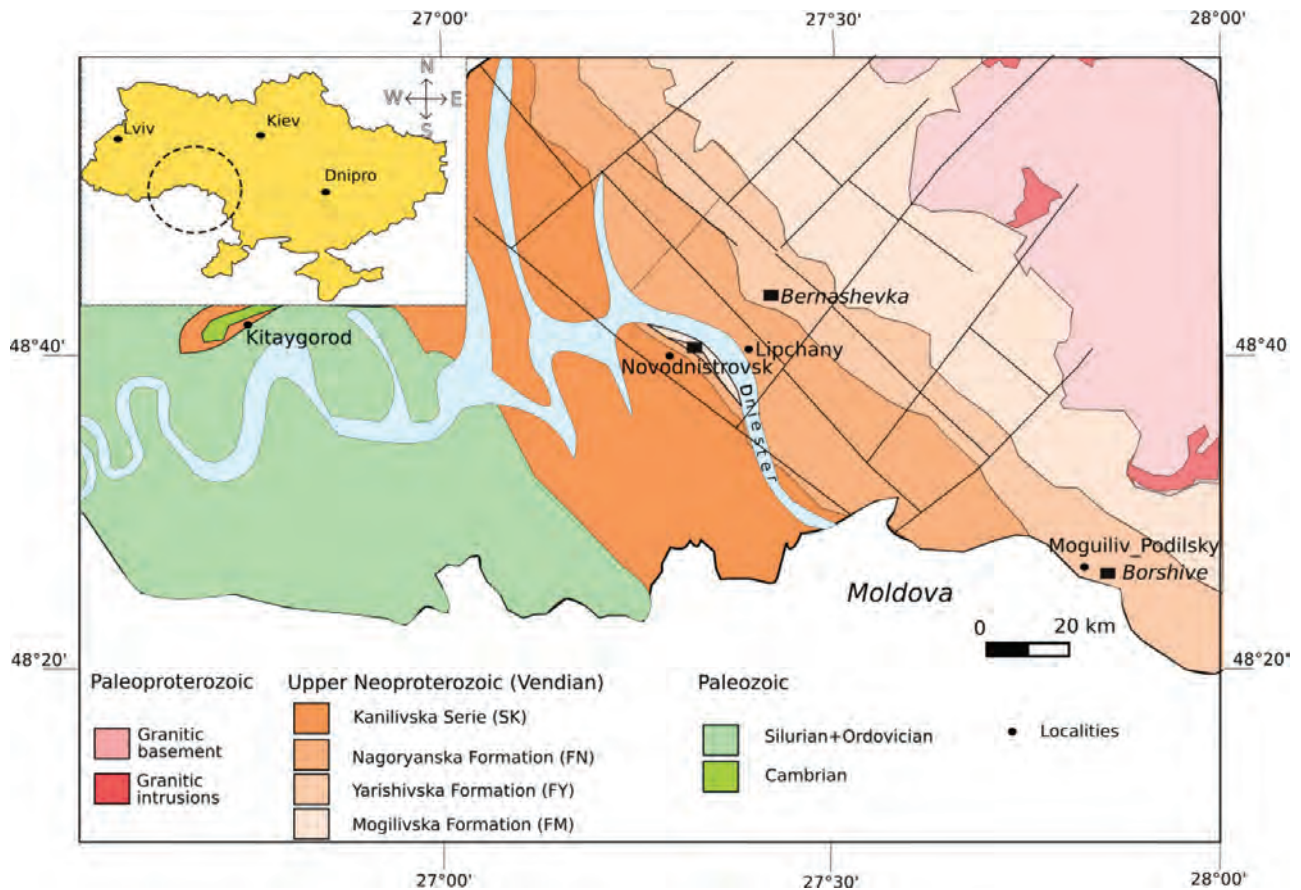 27°00'
27°30'
28°00'
N
W E
S
Lviv
Kiev
Dnipro
Bernashevka
Kitaygorod
48°40'
48°40'
Lipchany
Novodnistrovsk
Dniester
Moguiliv_Podilsky
Borshive
Moldova
0 20 km
48°20'
48°20'
Paleoproterozoic
Granitic
basement
Granitic
intrusions
Upper Neoproterozoic (Vendian)
Kanilivska Serie (SK)
Nagoryanska Formation (FN)
Yarishivska Formation (FY)
Mogilivska Formation (FM)
Paleozoic
Silurian+Ordovician
Cambrian
Localities
27°00'
27°30'
28°00'